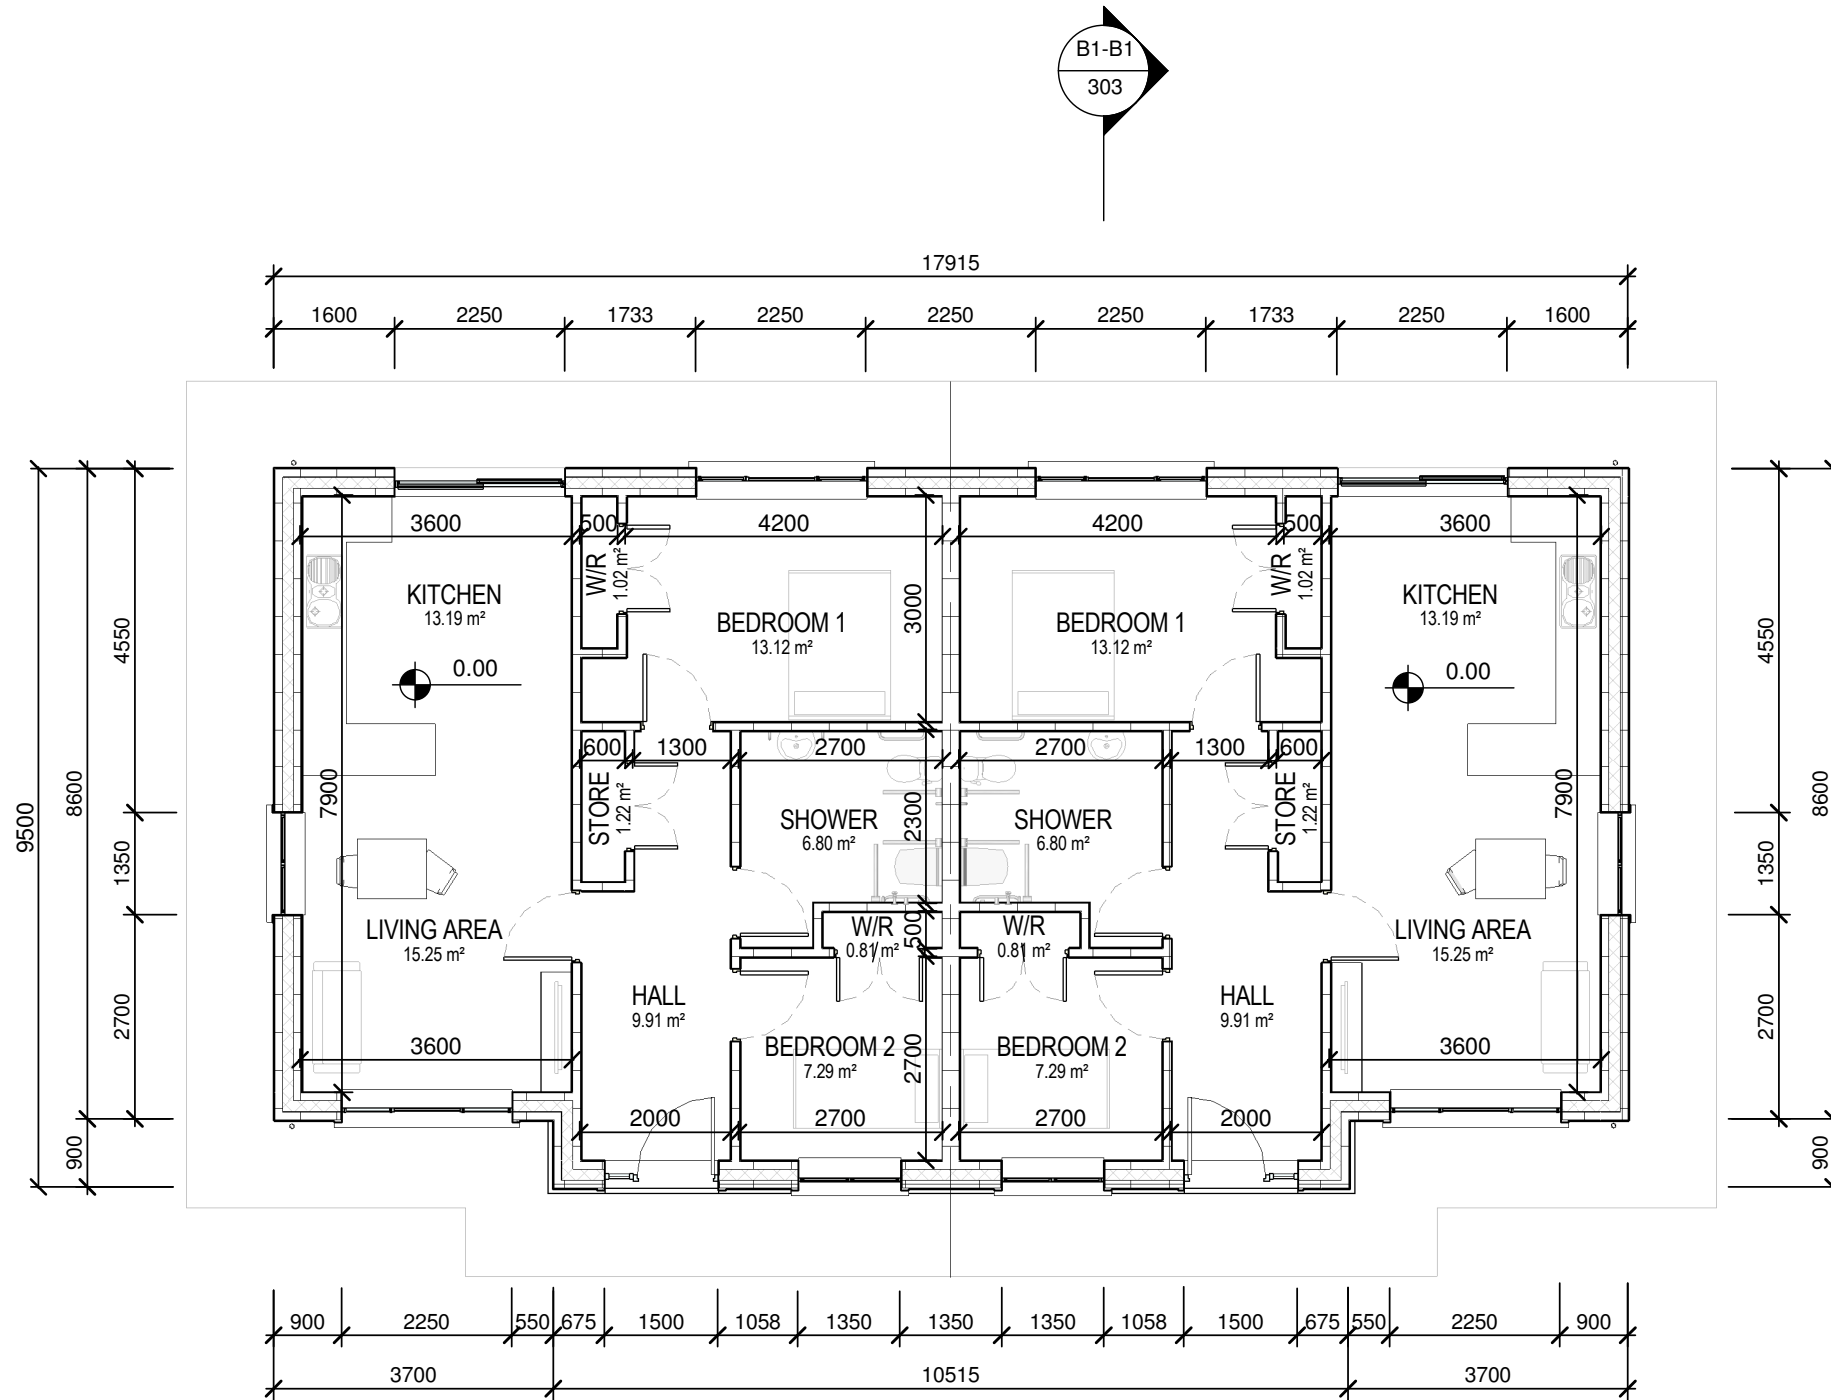 B1-B1
303
17915
1600 2250 1733 2250 2250 2250 1733 2250 1600
3600 500 4200 4200 500 3600
W/R
1.02 m²
W/R
1.02 m²
KITCHEN
13.19 m²
BEDROOM 1
13.12 m²
3000
BEDROOM 1
13.12 m²
KITCHEN
13.19 m²
0.00
0.00
4550
4550
600 1300 2700 2700 1300 600
9500
8600
7900
STORE
1.22 m²
SHOWER
6.80 m²
2300
SHOWER
6.80 m²
STORE
1.22 m²
7900
8600
1350
1350
LIVING AREA
15.25 m²
W/R
0.81 m²
500
W/R
0.81 m²
LIVING AREA
15.25 m²
2700
2700
HALL
9.91 m²
HALL
9.91 m²
3600
BEDROOM 2
7.29 m²
2700
BEDROOM 2
7.29 m²
3600
2000 2700 2700 2000
900
900
900 2250 550 675 1500 1058 1350 1350 1350 1058 1500 675 550 2250 900
3700 10515 3700